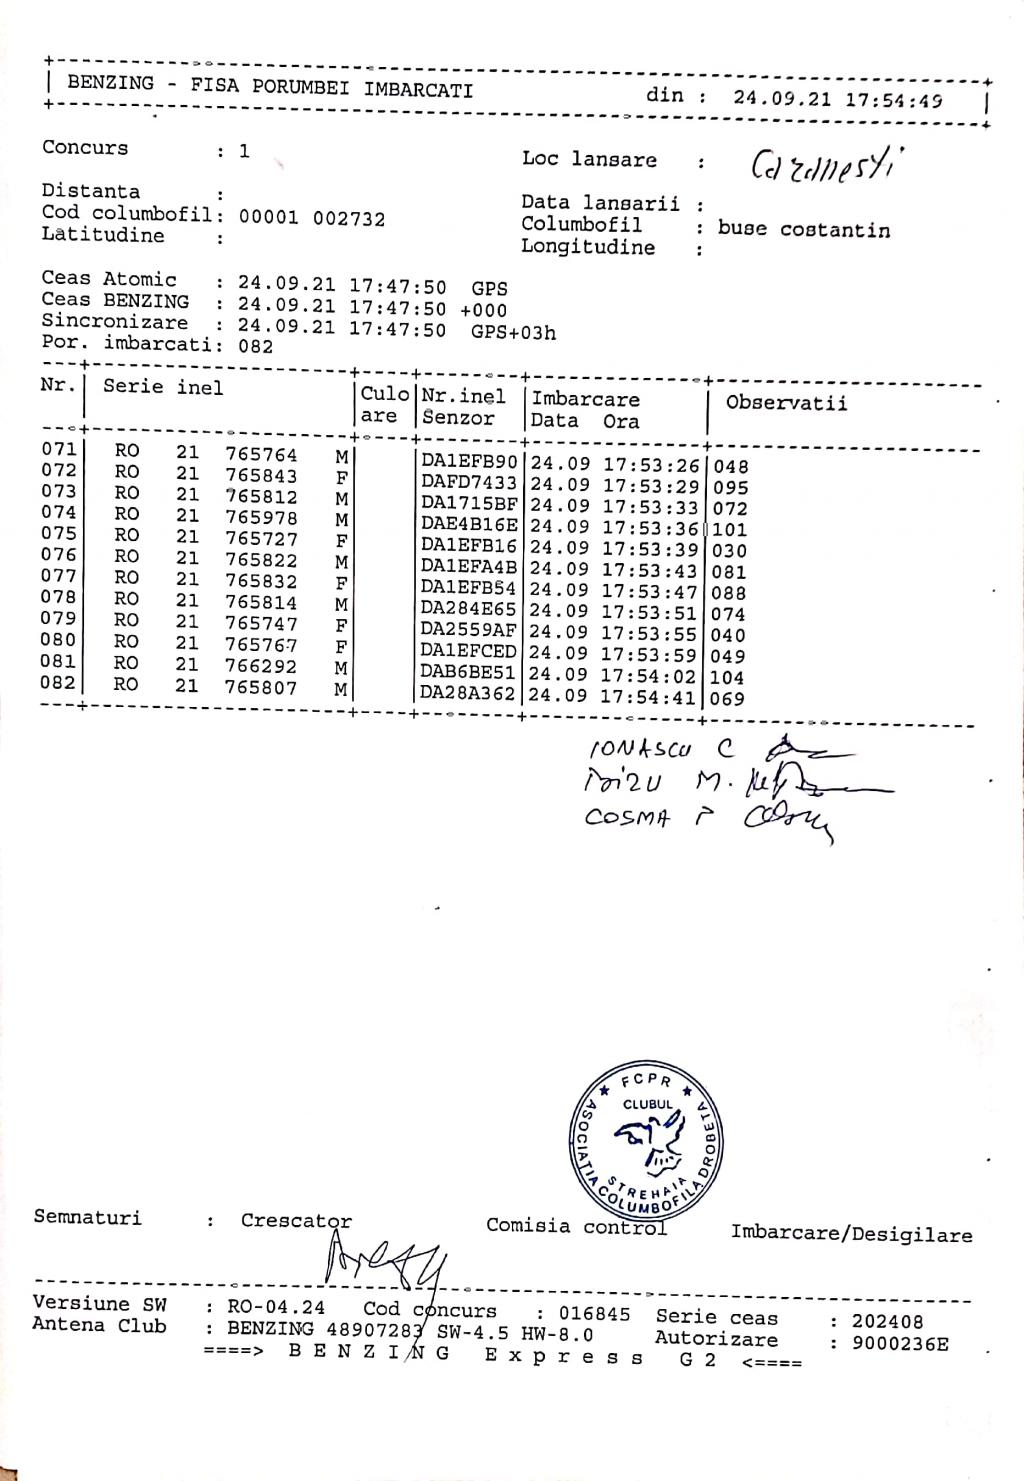 BENZING - FISA PORUMBEI IMBARCATI din : 24.09.21 17:54:49
Concurs : 1 Loc lansare :
Distanta : Data lansarii :
Cod columbofil: 00001 002732 Columbofil : buse costantin
Latitudine : Longitudine :
Ceas Atomic : 24.09.21 17:47:50 GPS
Ceas BENZING : 24.09.21 17:47:50 +000
Sincronizare : 24.09.21 17:47:50 GPS+03h
Por. imbarcati: 082
Nr. Serie inel Culo Nr.inel Imbarcare Observatii
are Senzor Data Ora
071 RO 21 765764 M DA1EFB90 24.09 17:53:26 048
072 RO 21 765843 F DAFD7433 24.09 17:53:29 095
073 RO 21 765812 M DA1715BF 24.09 17:53:33 072
074 RO 21 765978 M DAE4B16E 24.09 17:53:36 101
075 RO 21 765727 F DA1EFB16 24.09 17:53:39 030
076 RO 21 765822 M DA1EFA4B 24.09 17:53:43 081
077 RO 21 765832 F DA1EFB54 24.09 17:53:47 088
078 RO 21 765814 M DA284E65 24.09 17:53:51 074
079 RO 21 765747 F DA2559AF 24.09 17:53:55 040
080 RO 21 765767 F DA1EFCED 24.09 17:53:59 049
081 RO 21 766292 M DAB6BE51 24.09 17:54:02 104
082 RO 21 765807 M DA28A362 24.09 17:54:41 069
IONASCU C
M.
COSMA P
FCPR
CLUBUL
STREHAIA
ASOCIATIA COLUMBOFILA DROBETA
Semnaturi : Crescator Comisia control Imbarcare/Desigilare
Versiune SW : RO-04.24 Cod concurs : 016845 Serie ceas : 202408
Antena Club : BENZING 48907283 SW-4.5 HW-8.0 Autorizare : 9000236E
====> B E N Z I N G E x p r e s s G 2 <====